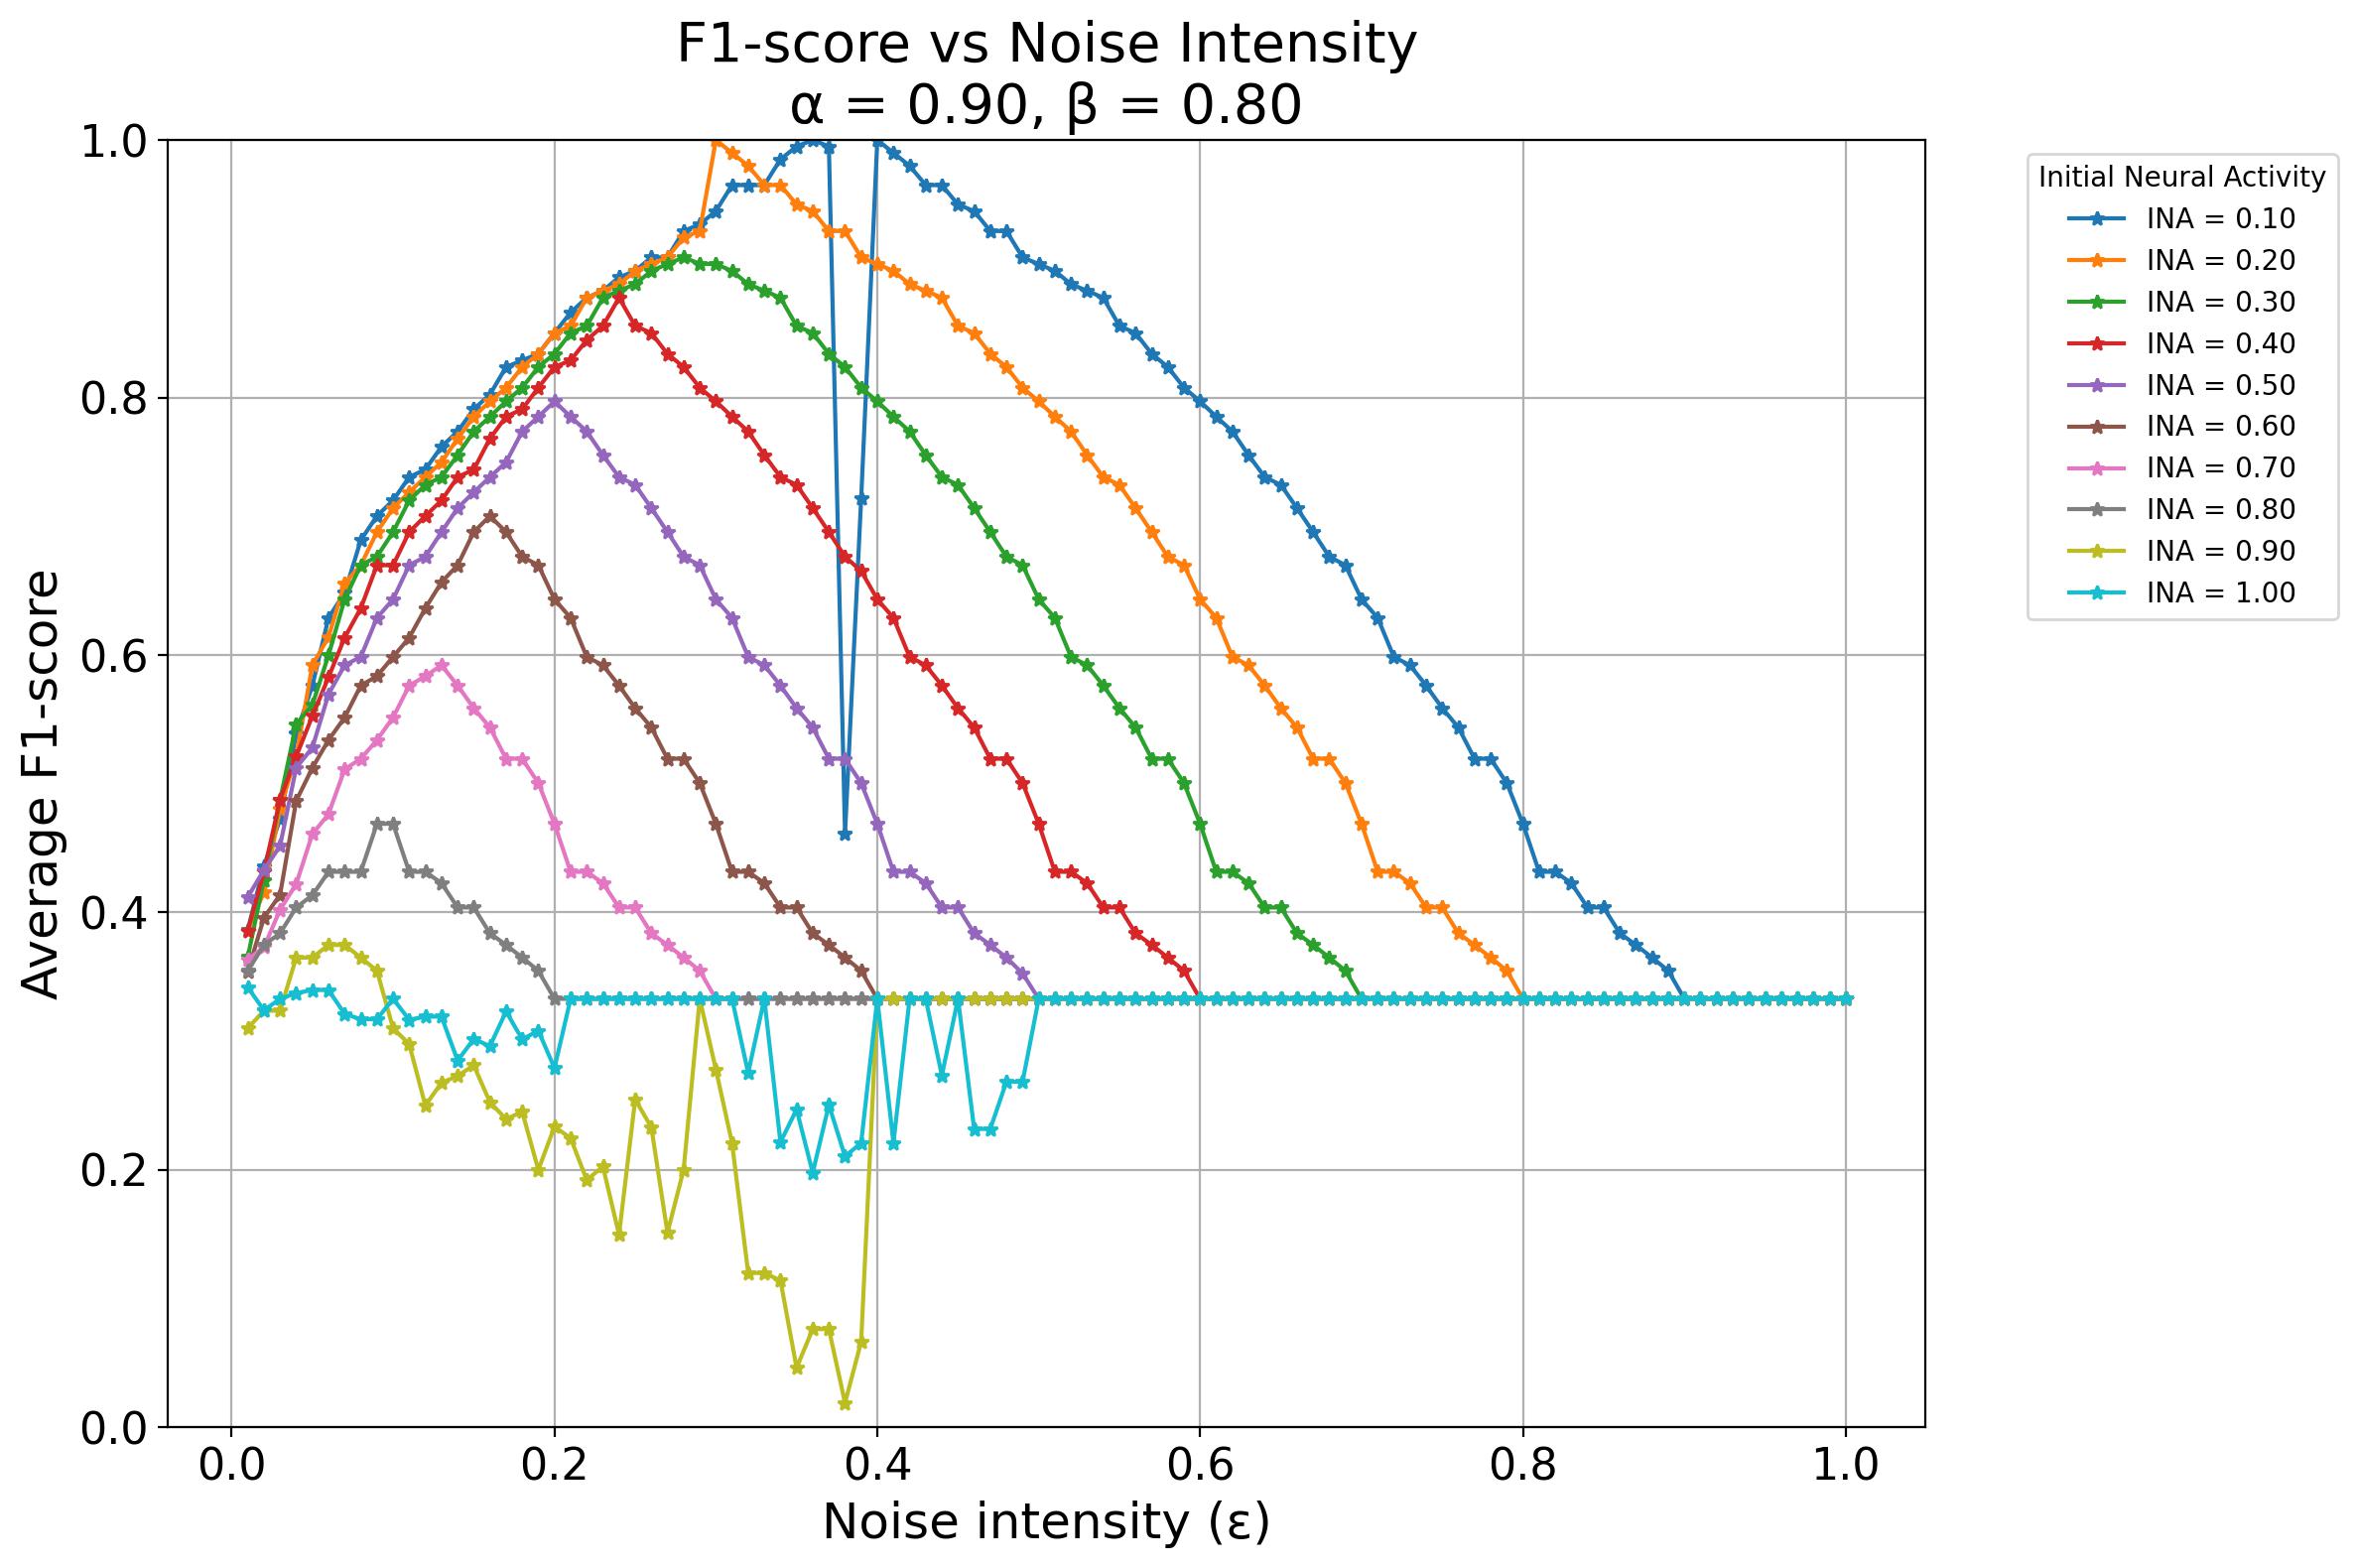 F1-score vs Noise Intensity
α = 0.90, β = 0.80
Average F1-score
1.0
0.8
0.6
0.4
0.2
0.0
0.0 0.2 0.4 0.6 0.8 1.0
Noise intensity (ε)
Initial Neural Activity
INA = 0.10
INA = 0.20
INA = 0.30
INA = 0.40
INA = 0.50
INA = 0.60
INA = 0.70
INA = 0.80
INA = 0.90
INA = 1.00